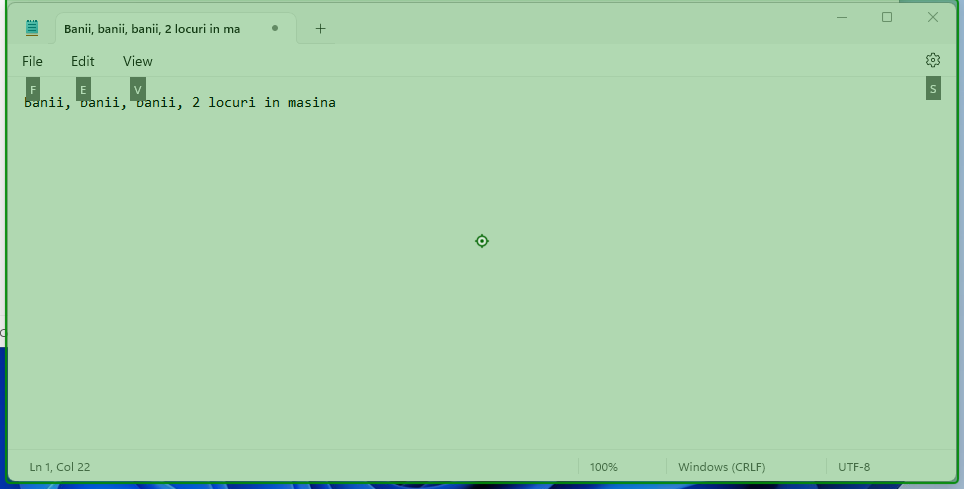 Banii, banii, banii, 2 locuri in ma
File Edit View
F E V S
Banii, banii, banii, 2 locuri in masina
Ln 1, Col 22 100% Windows (CRLF) UTF-8